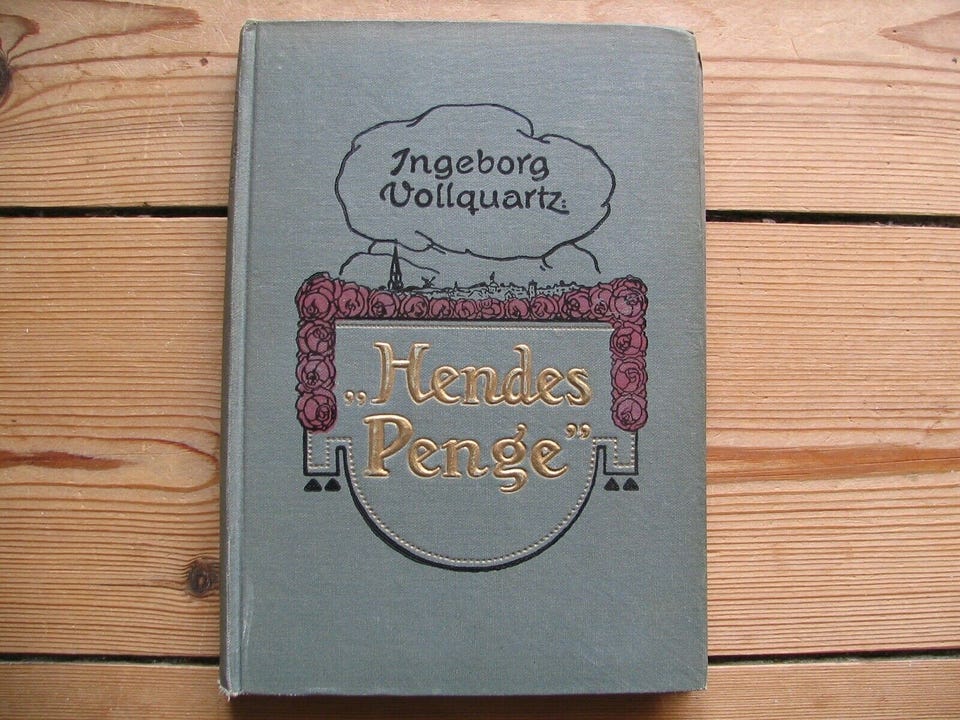 Ingeborg
Vollquartz:
„Hendes
Penge”